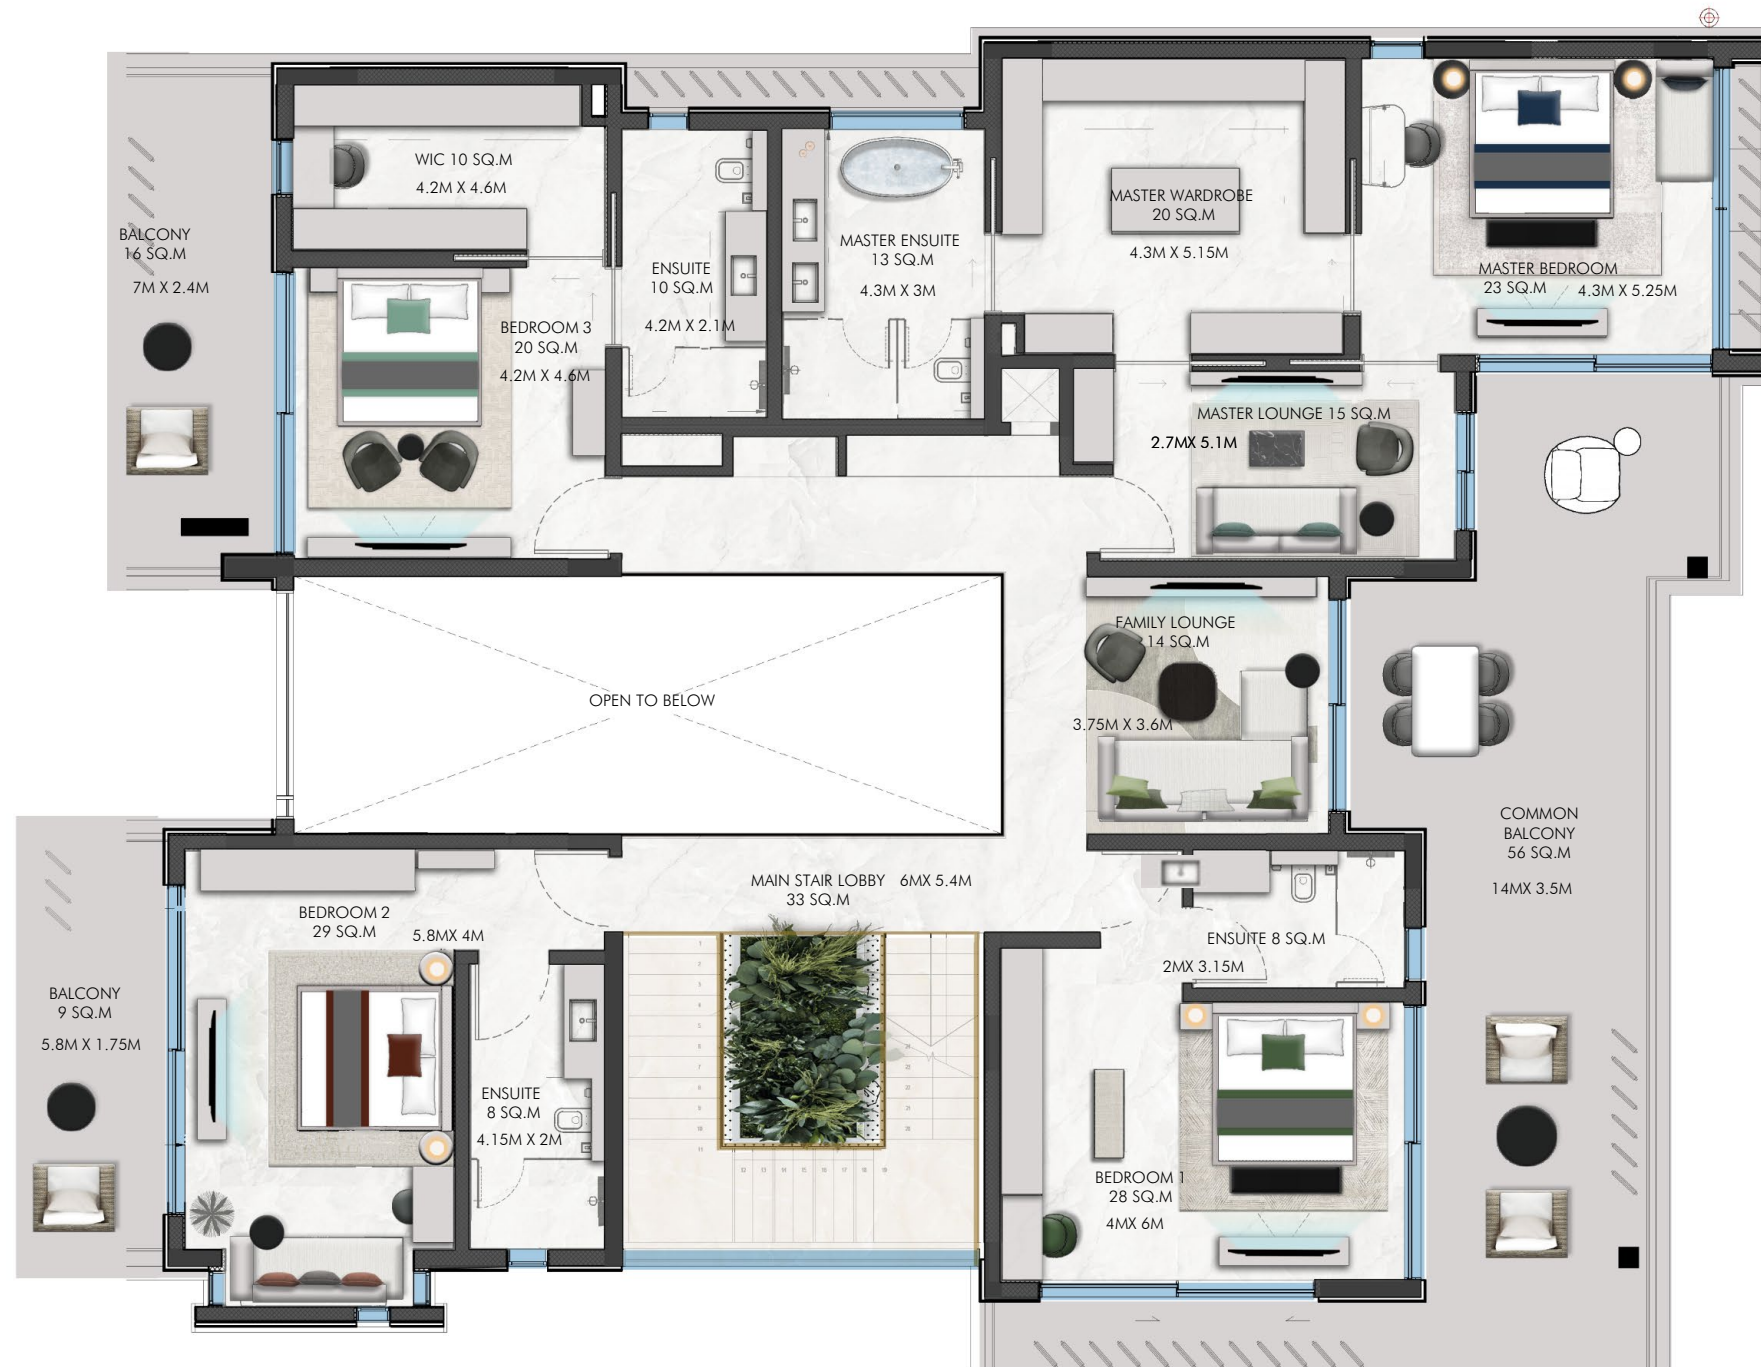 WIC 10 SQ.M
4.2M X 4.6M
BALCONY
16 SQ.M
7M X 2.4M
BEDROOM 3
20 SQ.M
4.2M X 4.6M
ENSUITE
10 SQ.M
4.2M X 2.1M
MASTER ENSUITE
13 SQ.M
4.3M X 3M
MASTER WARDROBE
20 SQ.M
4.3M X 5.15M
MASTER BEDROOM
23 SQ.M 4.3M X 5.25M
MASTER LOUNGE 15 SQ.M
2.7MX 5.1M
FAMILY LOUNGE
14 SQ.M
3.75M X 3.6M
OPEN TO BELOW
COMMON
BALCONY
56 SQ.M
14MX 3.5M
MAIN STAIR LOBBY 6MX 5.4M
33 SQ.M
BEDROOM 2
29 SQ.M
5.8MX 4M
BALCONY
9 SQ.M
5.8M X 1.75M
ENSUITE
8 SQ.M
4.15M X 2M
ENSUITE 8 SQ.M
2MX 3.15M
BEDROOM 1
28 SQ.M
4MX 6M